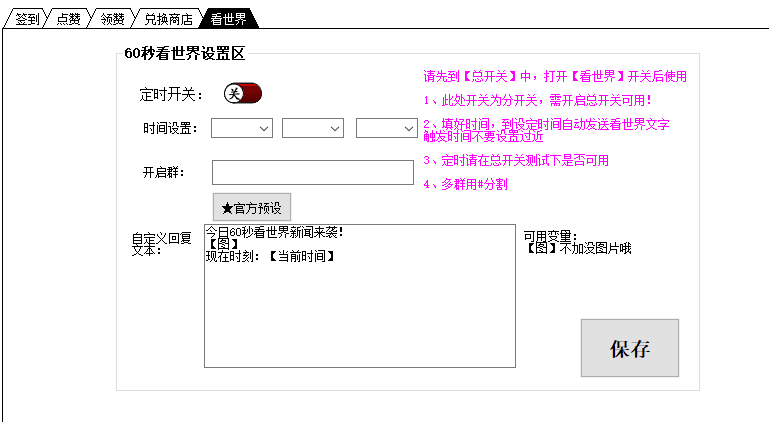 签到 点赞 领赞 兑换商店 看世界
60秒看世界设置区
请先到【总开关】中，打开【看世界】开关后使用
定时开关： 关
1、此处开关为分开关，需开启总开关可用！
时间设置：
2、填好时间，到设定时间自动发送看世界文字
触发时间不要设置过近
3、定时请在总开关测试下是否可用
开启群：
4、多群用#分割
★官方预设
自定义回复
文本：
今日60秒看世界新闻来袭！
【图】
现在时刻：【当前时间】
可用变量：
【图】不加没图片哦
保存